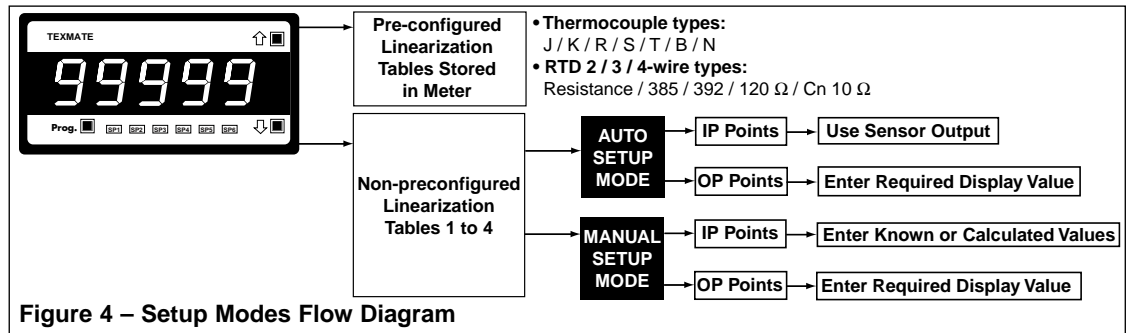 TEXMATE
99999
Prog. SP1 SP2 SP3 SP4 SP5 SP6
Pre-configured
Linearization
Tables Stored
in Meter
• Thermocouple types:
J / K / R / S / T / B / N
• RTD 2 / 3 / 4-wire types:
Resistance / 385 / 392 / 120 Ω / Cn 10 Ω
Non-preconfigured
Linearization
Tables 1 to 4
AUTO
SETUP
MODE
IP Points
Use Sensor Output
OP Points
Enter Required Display Value
MANUAL
SETUP
MODE
IP Points
Enter Known or Calculated Values
OP Points
Enter Required Display Value
Figure 4 – Setup Modes Flow Diagram